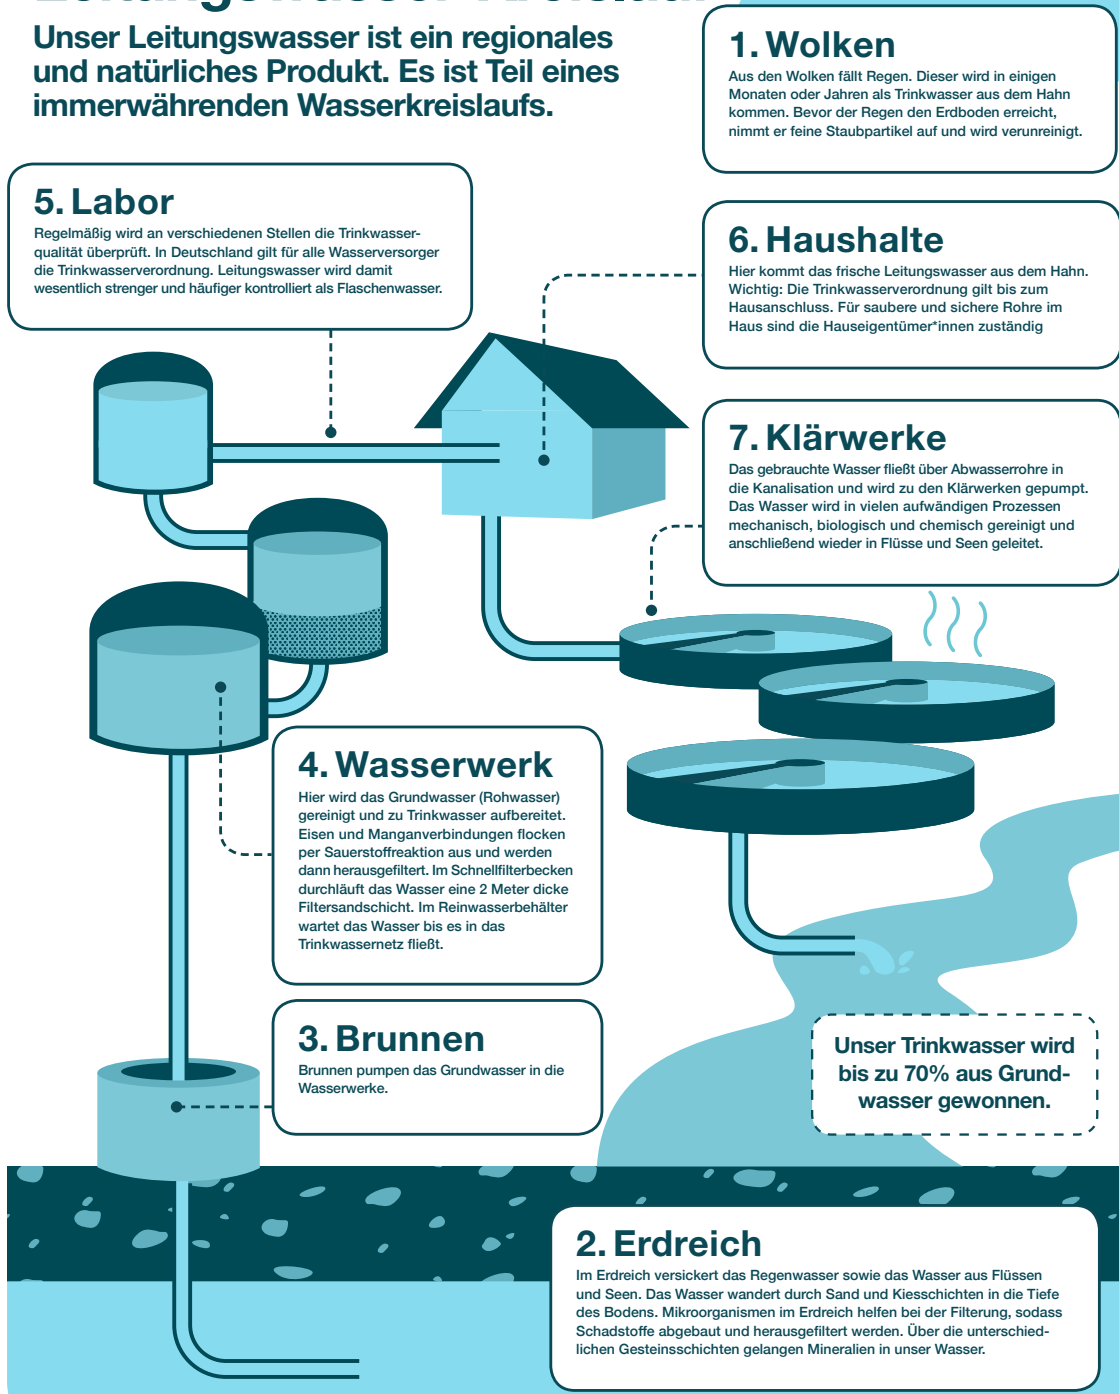 Unser Leitungswasser ist ein regionales
und natürliches Produkt. Es ist Teil eines
immerwährenden Wasserkreislaufs.
1. Wolken
Aus den Wolken fällt Regen. Dieser wird in einigen
Monaten oder Jahren als Trinkwasser aus dem Hahn
kommen. Bevor der Regen den Erdboden erreicht,
nimmt er feine Staubpartikel auf und wird verunreinigt.
5. Labor
Regelmäßig wird an verschiedenen Stellen die Trinkwasser-
qualität überprüft. In Deutschland gilt für alle Wasserversorger
die Trinkwasserverordnung. Leitungswasser wird damit
wesentlich strenger und häufiger kontrolliert als Flaschenwasser.
6. Haushalte
Hier kommt das frische Leitungswasser aus dem Hahn.
Wichtig: Die Trinkwasserverordnung gilt bis zum
Hausanschluss. Für saubere und sichere Rohre im
Haus sind die Hauseigentümer*innen zuständig
7. Klärwerke
Das gebrauchte Wasser fließt über Abwasserrohre in
die Kanalisation und wird zu den Klärwerken gepumpt.
Das Wasser wird in vielen aufwändigen Prozessen
mechanisch, biologisch und chemisch gereinigt und
anschließend wieder in Flüsse und Seen geleitet.
4. Wasserwerk
Hier wird das Grundwasser (Rohwasser)
gereinigt und zu Trinkwasser aufbereitet.
Eisen und Manganverbindungen flocken
per Sauerstoffreaktion aus und werden
dann herausgefiltert. Im Schnellfilterbecken
durchläuft das Wasser eine 2 Meter dicke
Filtersandschicht. Im Reinwasserbehälter
wartet das Wasser bis es in das
Trinkwassernetz fließt.
3. Brunnen
Brunnen pumpen das Grundwasser in die
Wasserwerke.
Unser Trinkwasser wird
bis zu 70% aus Grund-
wasser gewonnen.
2. Erdreich
Im Erdreich versickert das Regenwasser sowie das Wasser aus Flüssen
und Seen. Das Wasser wandert durch Sand und Kiesschichten in die Tiefe
des Bodens. Mikroorganismen im Erdreich helfen bei der Filterung, sodass
Schadstoffe abgebaut und herausgefiltert werden. Über die unterschied-
lichen Gesteinsschichten gelangen Mineralien in unser Wasser.